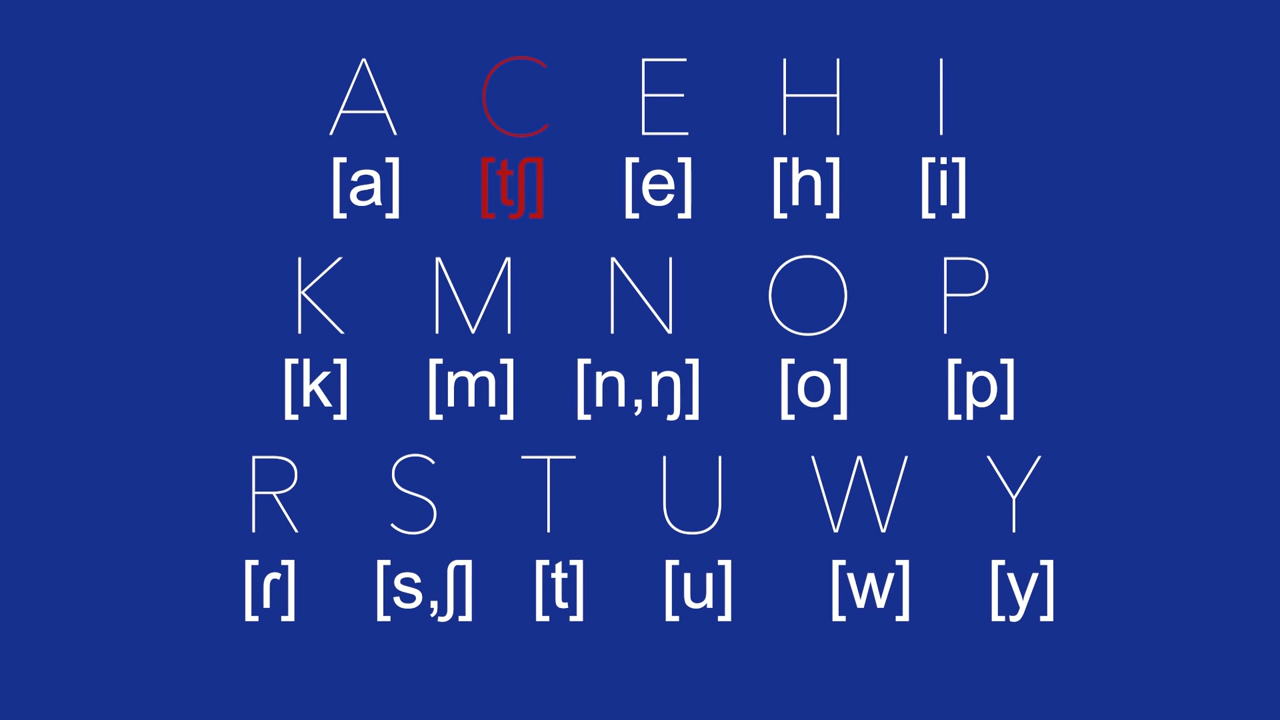 A C E H I
[a] [tʃ] [e] [h] [i]
K M N O P
[k] [m] [n,ŋ] [o] [p]
R S T U W Y
[ɾ] [s,ʃ] [t] [u] [w] [y]